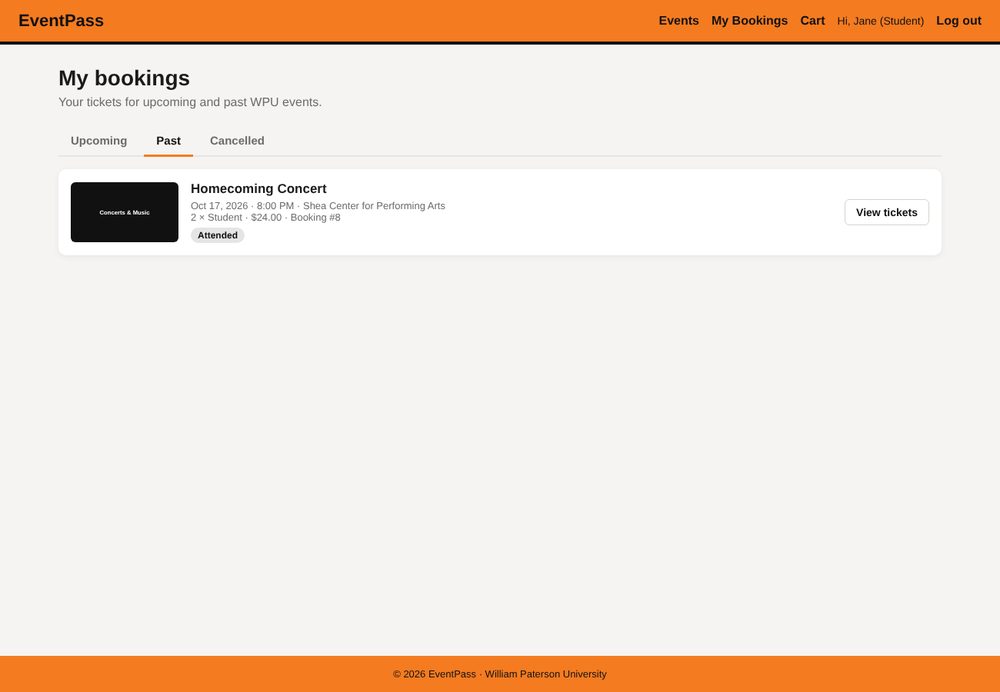 EventPass
Events My Bookings Cart Hi, Jane (Student) Log out
My bookings
Your tickets for upcoming and past WPU events.
Upcoming Past Cancelled
Concerts & Music
Homecoming Concert
Oct 17, 2026 · 8:00 PM · Shea Center for Performing Arts
2 × Student · $24.00 · Booking #8
Attended
View tickets
© 2026 EventPass · William Paterson University